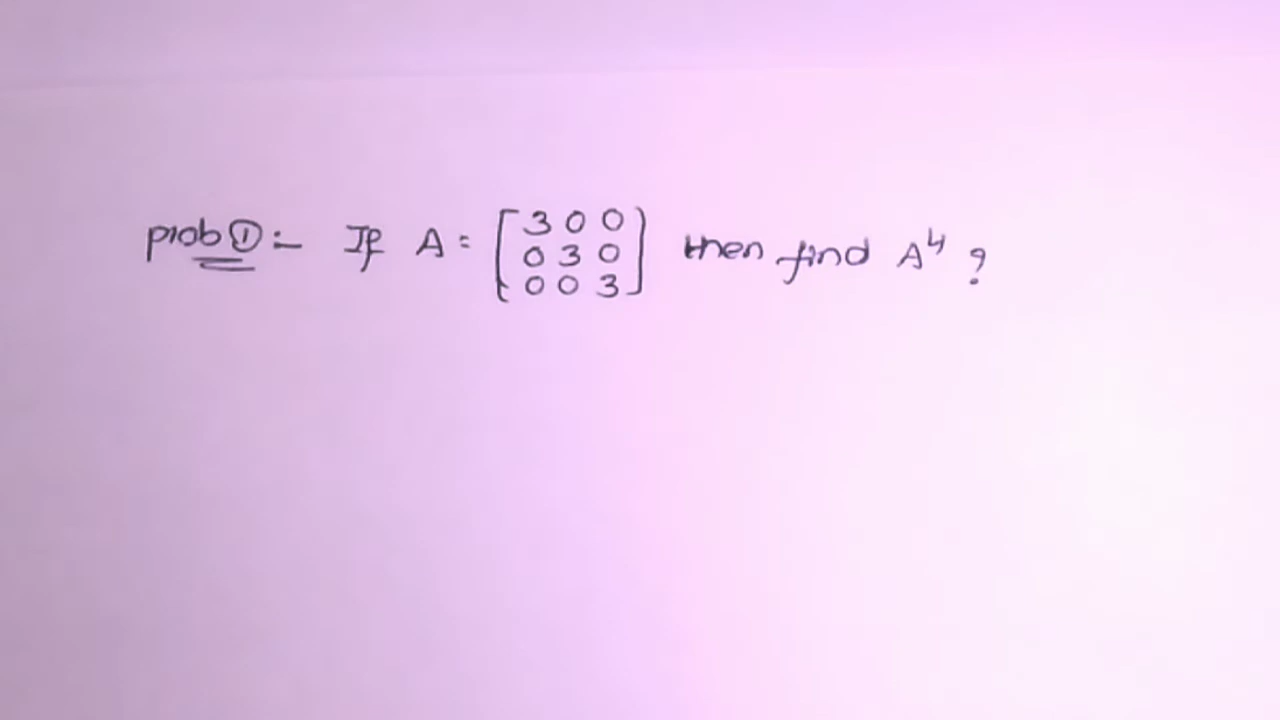 prob①:- If A = [3 0 0 0 3 0 0 0 3] then find A⁴ ?